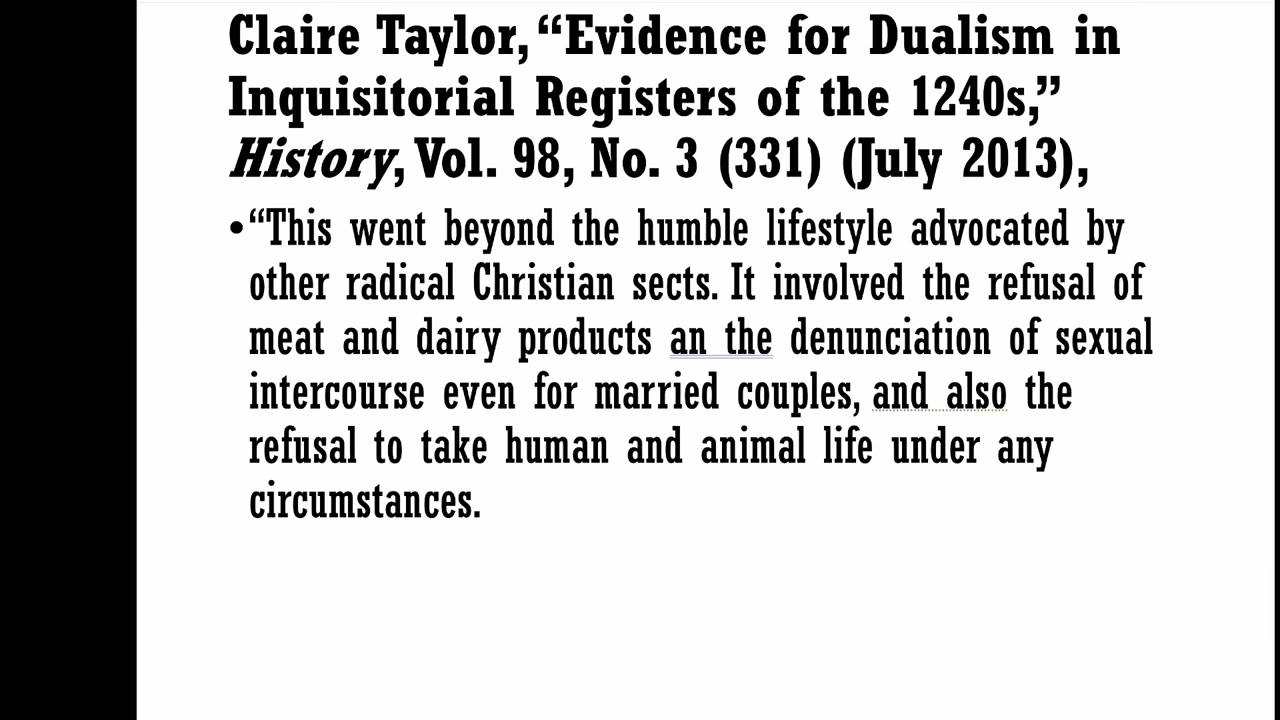 Claire Taylor, “Evidence for Dualism in
Inquisitorial Registers of the 1240s,”
History, Vol. 98, No. 3 (331) (July 2013),
•“This went beyond the humble lifestyle advocated by
other radical Christian sects. It involved the refusal of
meat and dairy products an the denunciation of sexual
intercourse even for married couples, and also the
refusal to take human and animal life under any
circumstances.